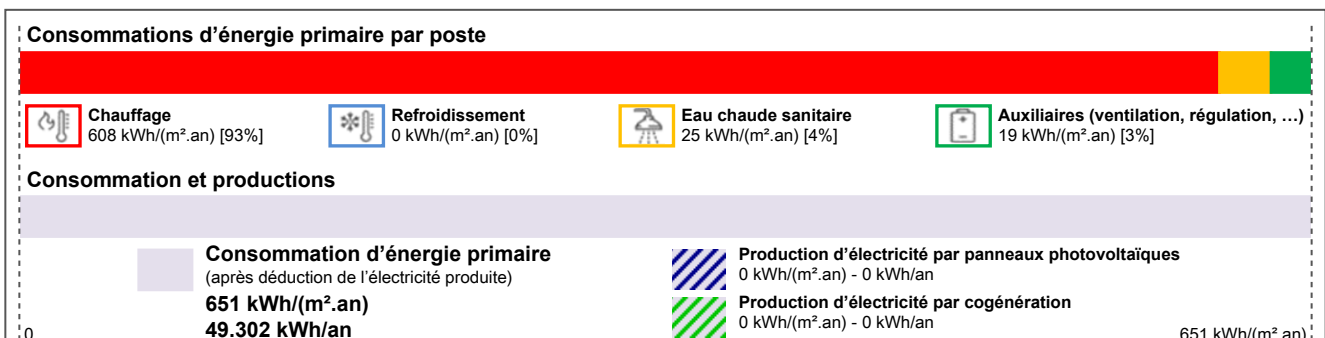 Consommations d’énergie primaire par poste
Chauffage
608 kWh/(m².an) [93%]
Refroidissement
0 kWh/(m².an) [0%]
Eau chaude sanitaire
25 kWh/(m².an) [4%]
Auxiliaires (ventilation, régulation, …)
19 kWh/(m².an) [3%]
Consommation et productions
Consommation d’énergie primaire
(après déduction de l’électricité produite)
651 kWh/(m².an)
49.302 kWh/an
Production d’électricité par panneaux photovoltaïques
0 kWh/(m².an) - 0 kWh/an
Production d’électricité par cogénération
0 kWh/(m².an) - 0 kWh/an
0
651 kWh/(m².an)